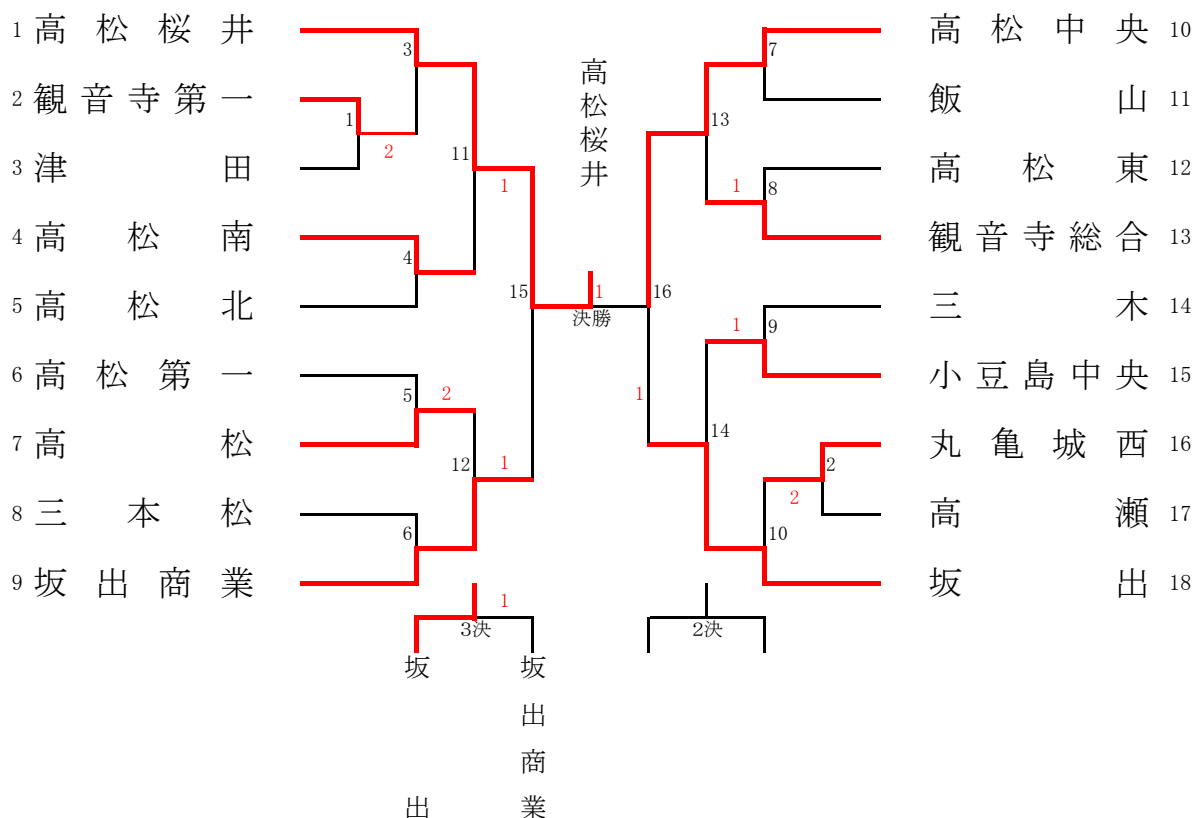 1 高松桜井
2 観音寺第一
3 津田
4 高松南
5 高松北
6 高松第一
7 高松
8 三本松
9 坂出商業
3
1
2
11
1
4
15
5
2
12
1
6
高松桜井
1
決勝
16
1
高松中央 10
飯山 11
高松東 12
観音寺総合 13
三木 14
小豆島中央 15
丸亀城西 16
高瀬 17
坂出 18
7
13
1
8
1
9
14
2
2
10
1
3決
坂出
坂出商業
2決